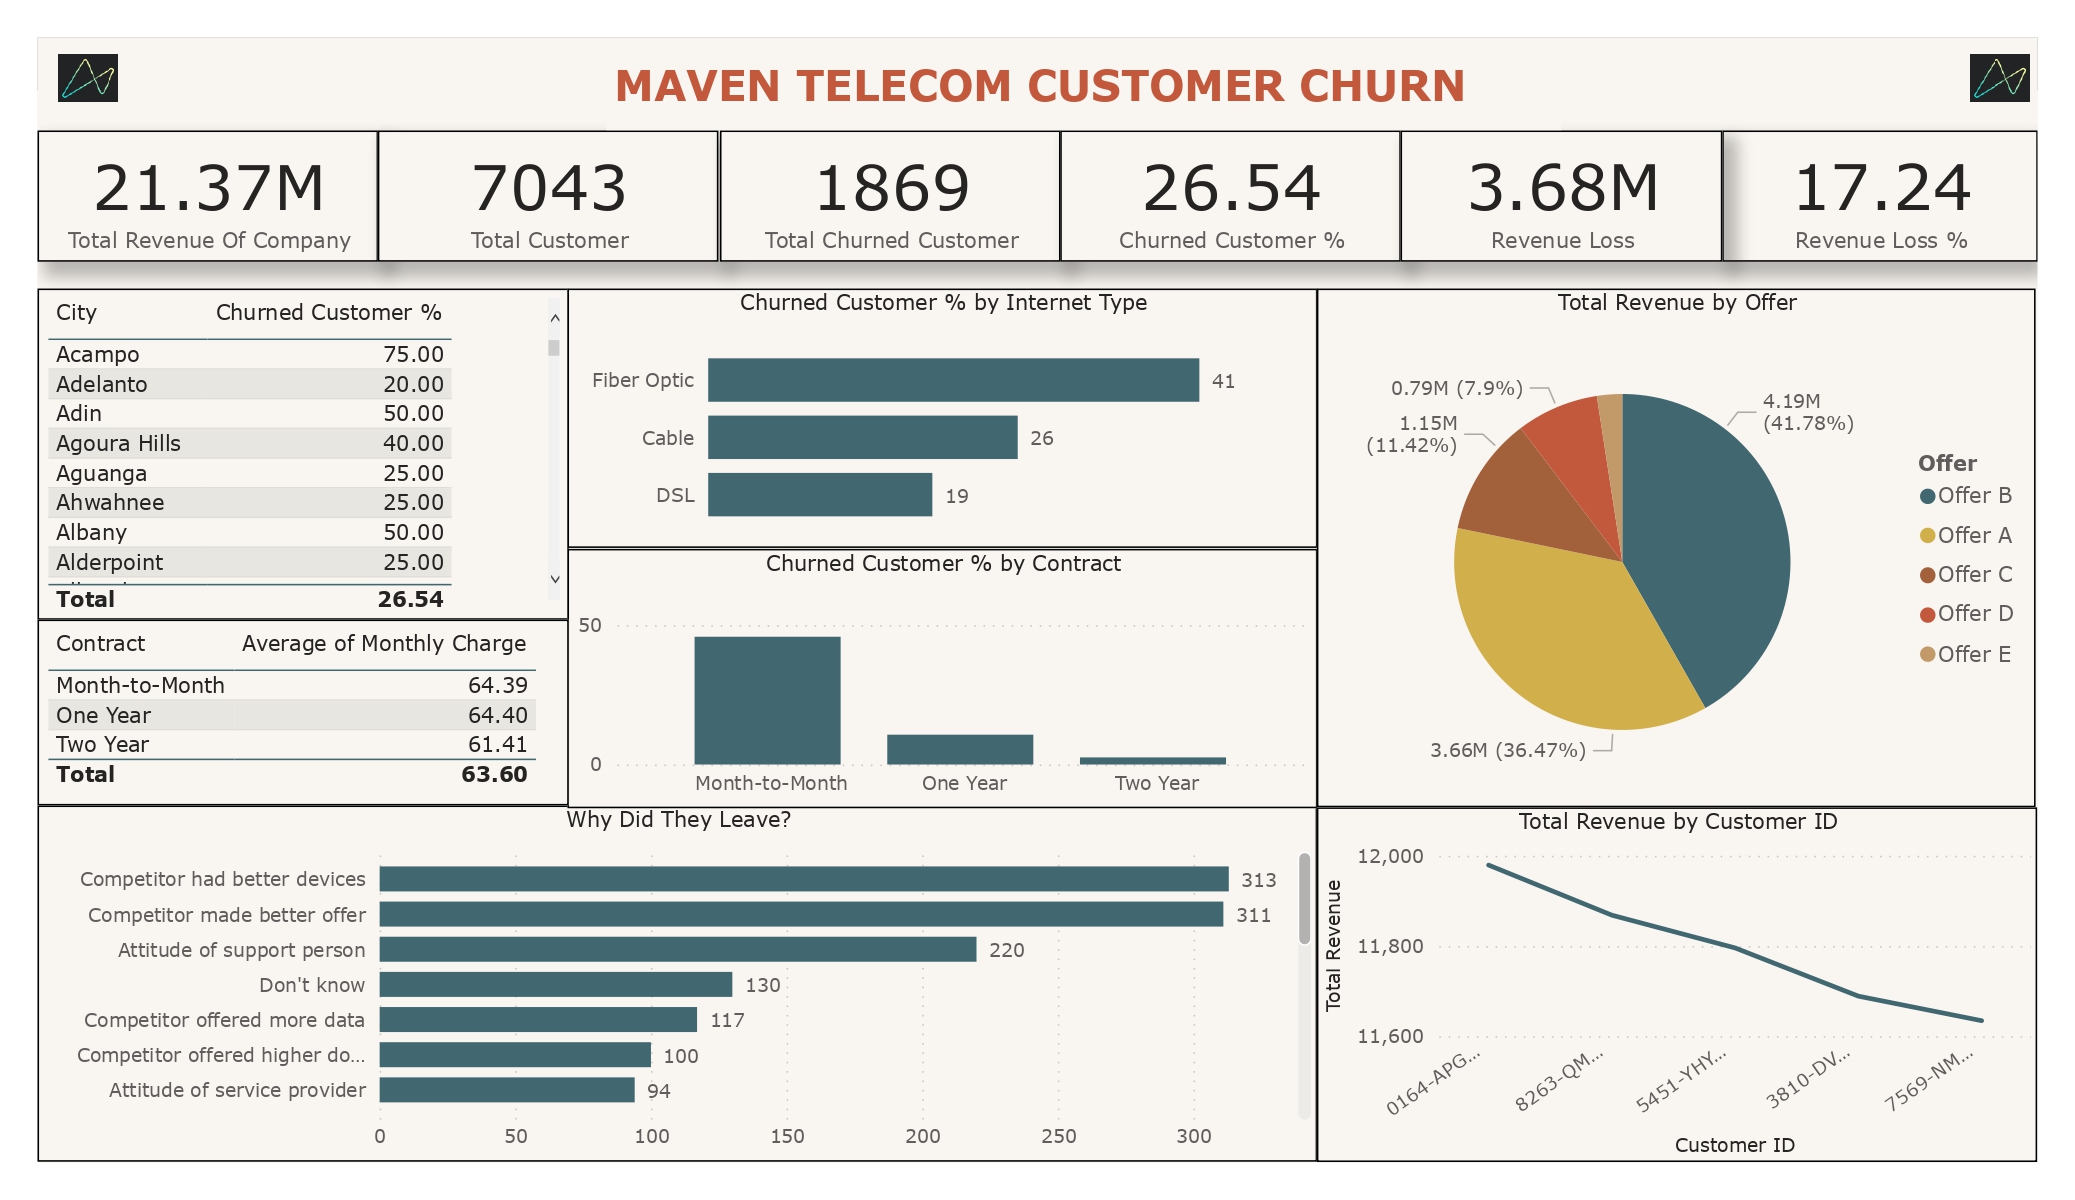 MAVEN TELECOM CUSTOMER CHURN
21.37M
Total Revenue Of Company
7043
Total Customer
1869
Total Churned Customer
26.54
Churned Customer %
3.68M
Revenue Loss
17.24
Revenue Loss %
City Churned Customer %
Acampo 75.00
Adelanto 20.00
Adin 50.00
Agoura Hills 40.00
Aguanga 25.00
Ahwahnee 25.00
Albany 50.00
Alderpoint 25.00
Total 26.54
Contract Average of Monthly Charge
Month-to-Month 64.39
One Year 64.40
Two Year 61.41
Total 63.60
Churned Customer % by Internet Type
Fiber Optic 41
Cable 26
DSL 19
Churned Customer % by Contract
50
0
Month-to-Month One Year Two Year
Total Revenue by Offer
0.79M (7.9%)
1.15M
(11.42%)
4.19M
(41.78%)
3.66M (36.47%)
Offer
Offer B
Offer A
Offer C
Offer D
Offer E
Why Did They Leave?
Competitor had better devices 313
Competitor made better offer 311
Attitude of support person 220
Don't know 130
Competitor offered more data 117
Competitor offered higher do... 100
Attitude of service provider 94
0 50 100 150 200 250 300
Total Revenue by Customer ID
Total Revenue
12,000
11,800
11,600
0164-APG... 8263-QM... 5451-YHY... 3810-DV... 7569-NM...
Customer ID